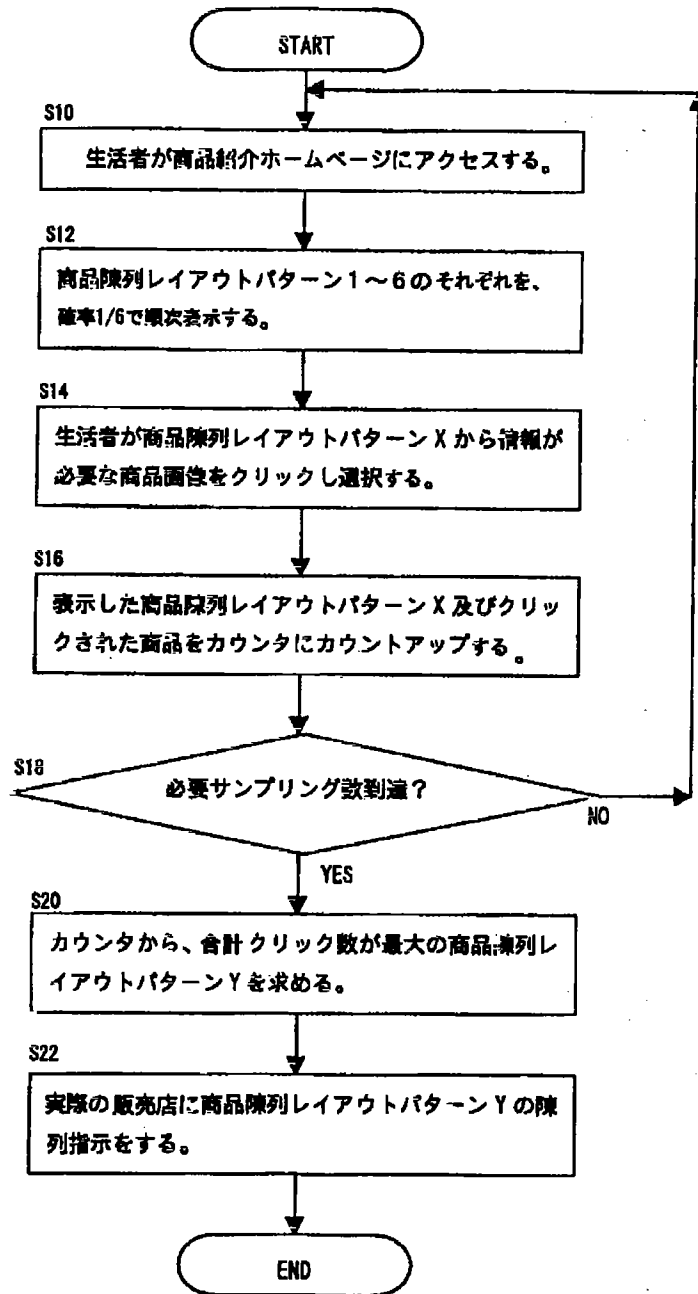 START
S10
生活者が商品紹介ホームページにアクセスする。
S12
商品陳列レイアウトパターン1～6のそれぞれを、
確率1/6で順次表示する。
S14
生活者が商品陳列レイアウトパターンXから情報が
必要な商品画像をクリックし選択する。
S16
表示した商品陳列レイアウトパターンX及びクリッ
クされた商品をカウンタにカウントアップする。
S18
必要サンプリング数到達？
NO
YES
S20
カウンタから、合計クリック数が最大の商品陳列レ
イアウトパターンYを求める。
S22
実際の販売店に商品陳列レイアウトパターンYの陳
列指示をする。
END